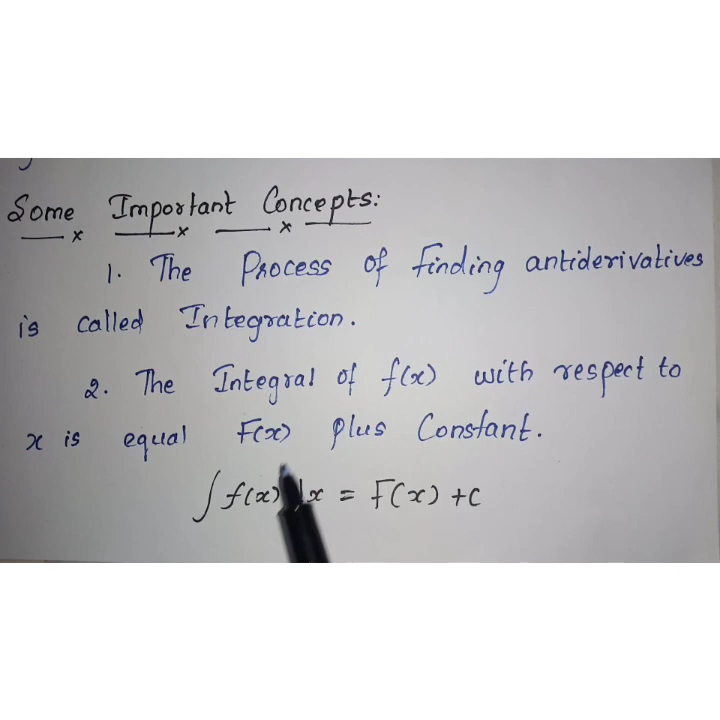 Some Important Concepts:
1. The Process of finding antiderivatives
is called Integration.
2. The Integral of f(x) with respect to
x is equal F(x) plus Constant.
∫ f(x) dx = F(x) + c